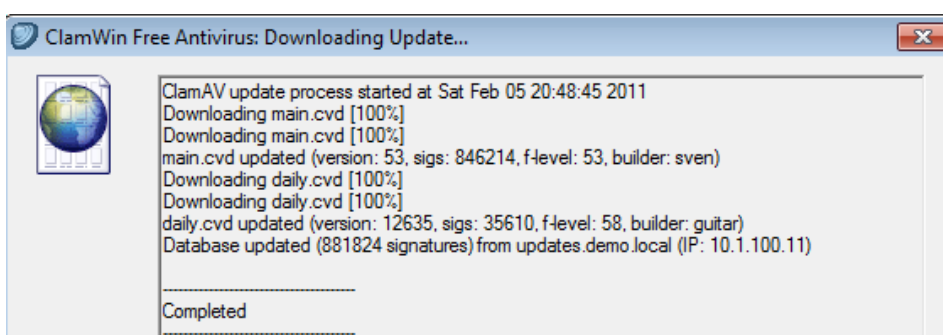 ClamWin Free Antivirus: Downloading Update...
ClamAV update process started at Sat Feb 05 20:48:45 2011
Downloading main.cvd [100%]
Downloading main.cvd [100%]
main.cvd updated (version: 53, sigs: 846214, f-level: 53, builder: sven)
Downloading daily.cvd [100%]
Downloading daily.cvd [100%]
daily.cvd updated (version: 12635, sigs: 35610, f-level: 58, builder: guitar)
Database updated (881824 signatures) from updates.demo.local (IP: 10.1.100.11)
--------------------------------------
Completed
--------------------------------------